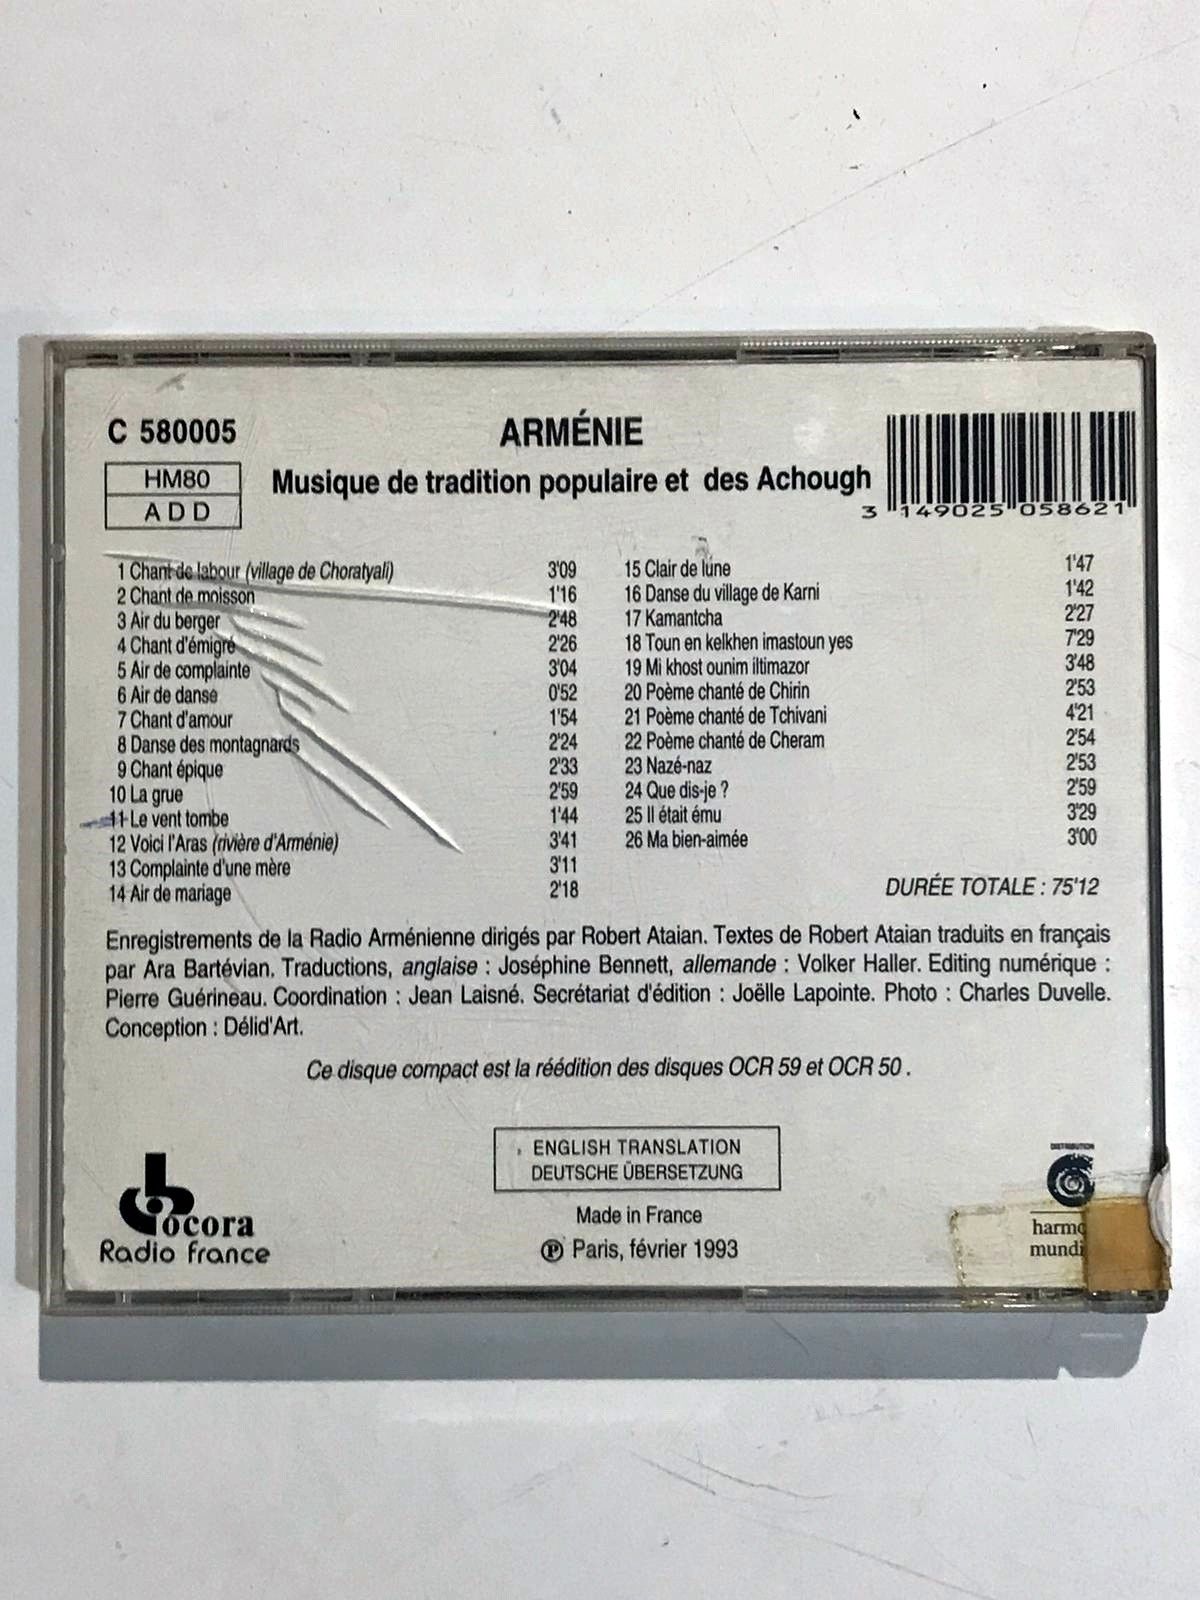 C 580005
HM80
ADD
ARMÉNIE
Musique de tradition populaire et des Achough
3 149025 058621
1 Chant de labour (village de Choratyali) 3'09
2 Chant de moisson 1'16
3 Air du berger 2'48
4 Chant d'émigré 2'26
5 Air de complainte 3'04
6 Air de danse 0'52
7 Chant d'amour 1'54
8 Danse des montagnards 2'24
9 Chant épique 2'33
10 La grue 2'59
11 Le vent tombe 1'44
12 Voici l'Aras (rivière d'Arménie) 3'41
13 Complainte d'une mère 3'11
14 Air de mariage 2'18
15 Clair de lune 1'47
16 Danse du village de Karni 1'42
17 Kamantcha 2'27
18 Toun en kelkhen imastoun yes 7'29
19 Mi khost ounim iltimazor 3'48
20 Poème chanté de Chirin 2'53
21 Poème chanté de Tchivani 4'21
22 Poème chanté de Cheram 2'54
23 Nazé-naz 2'53
24 Que dis-je ? 2'59
25 Il était ému 3'29
26 Ma bien-aimée 3'00
DURÉE TOTALE : 75'12
Enregistrements de la Radio Arménienne dirigés par Robert Ataian. Textes de Robert Ataian traduits en français
par Ara Bartévian. Traductions, anglaise : Joséphine Bennett, allemande : Volker Haller. Editing numérique :
Pierre Guérineau. Coordination : Jean Laisné. Secrétariat d'édition : Joëlle Lapointe. Photo : Charles Duvelle.
Conception : Délid'Art.
Ce disque compact est la réédition des disques OCR 59 et OCR 50 .
ENGLISH TRANSLATION
DEUTSCHE ÜBERSETZUNG
Made in France
℗ Paris, février 1993
ocora
Radio france
DISTRIBUTION
mundi